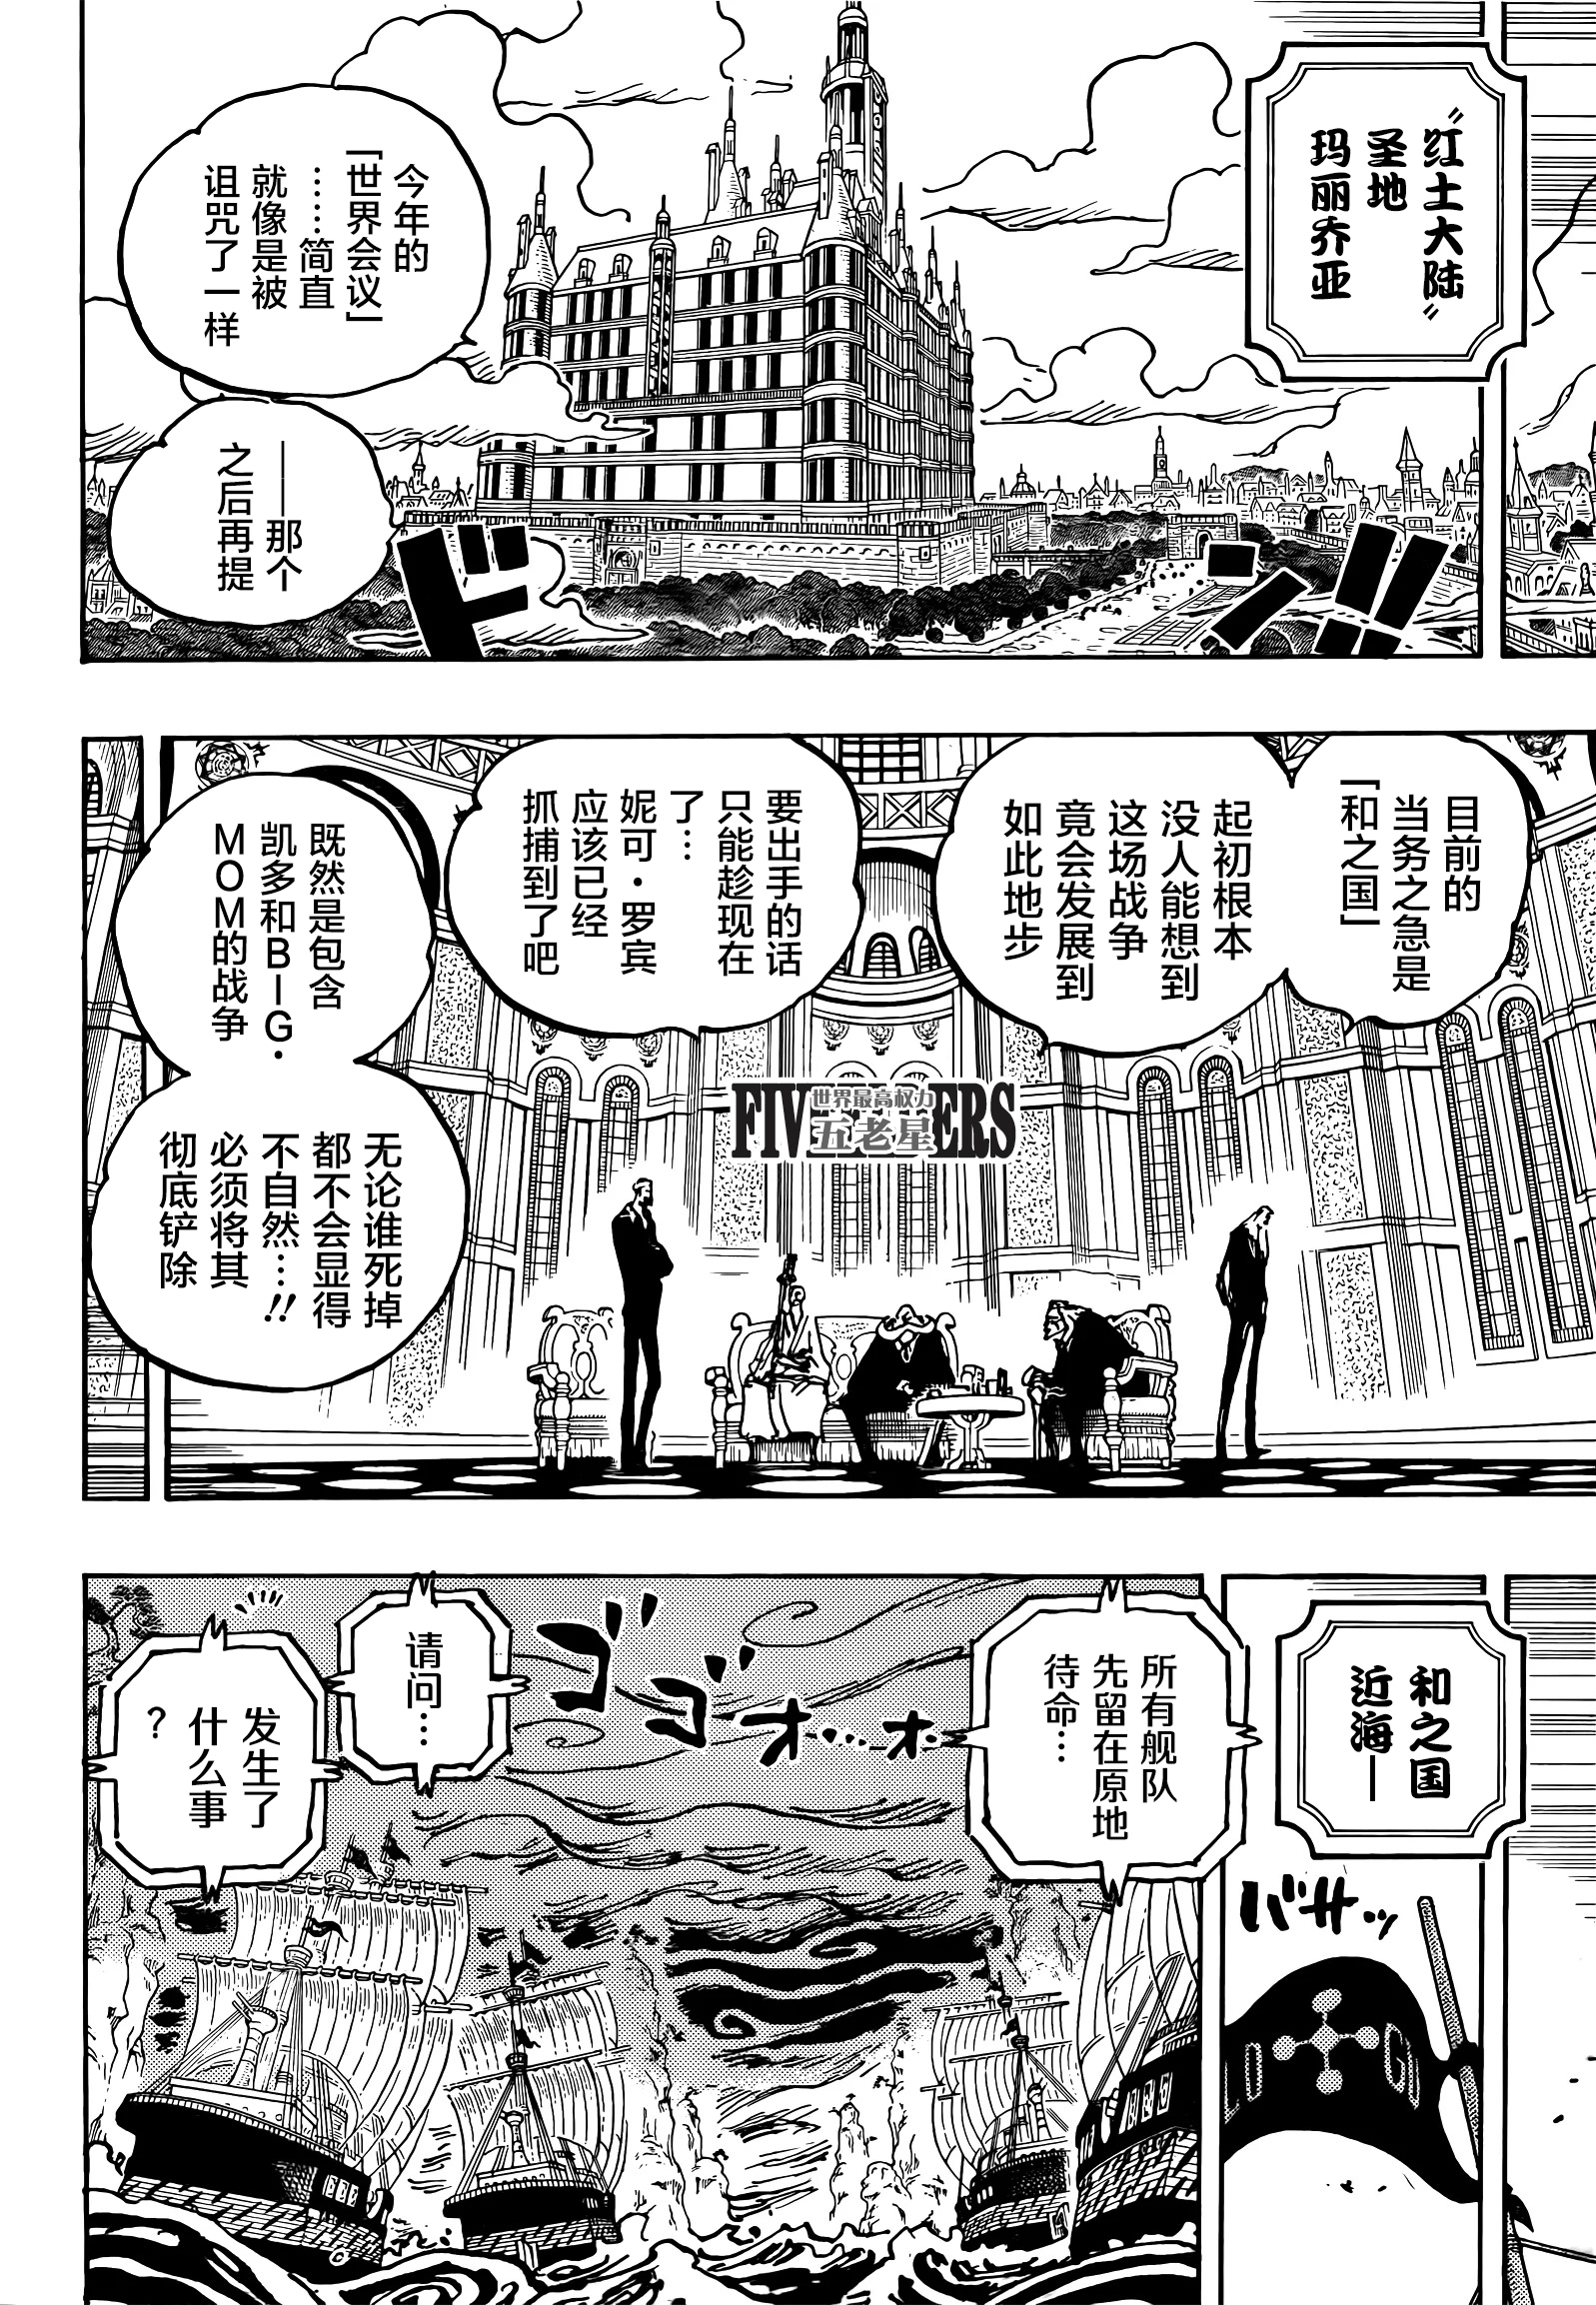 “红土大陆”
圣地
玛丽乔亚
今年的
「世界会议」
……简直
就像是被
诅咒了一样
——那个
之后再提
ド
ン
!!
目前的
当务之急是
「和之国」
起初根本
没人能想到
这场战争
竟会发展到
如此地步
要出手的话
只能趁现在
了…
妮可·罗宾
应该已经
抓捕到了吧
既然是包含
凯多和BIG·
MOM的战争
无论谁死掉
都不会显得
不自然…!!
必须将其
彻底铲除
世界最高权力
五老星
和之国
近海—
バサッ
G
所有舰队
先留在原地
待命…
ゴゴゴオ…オ…
请问…
发生了
什么事
？